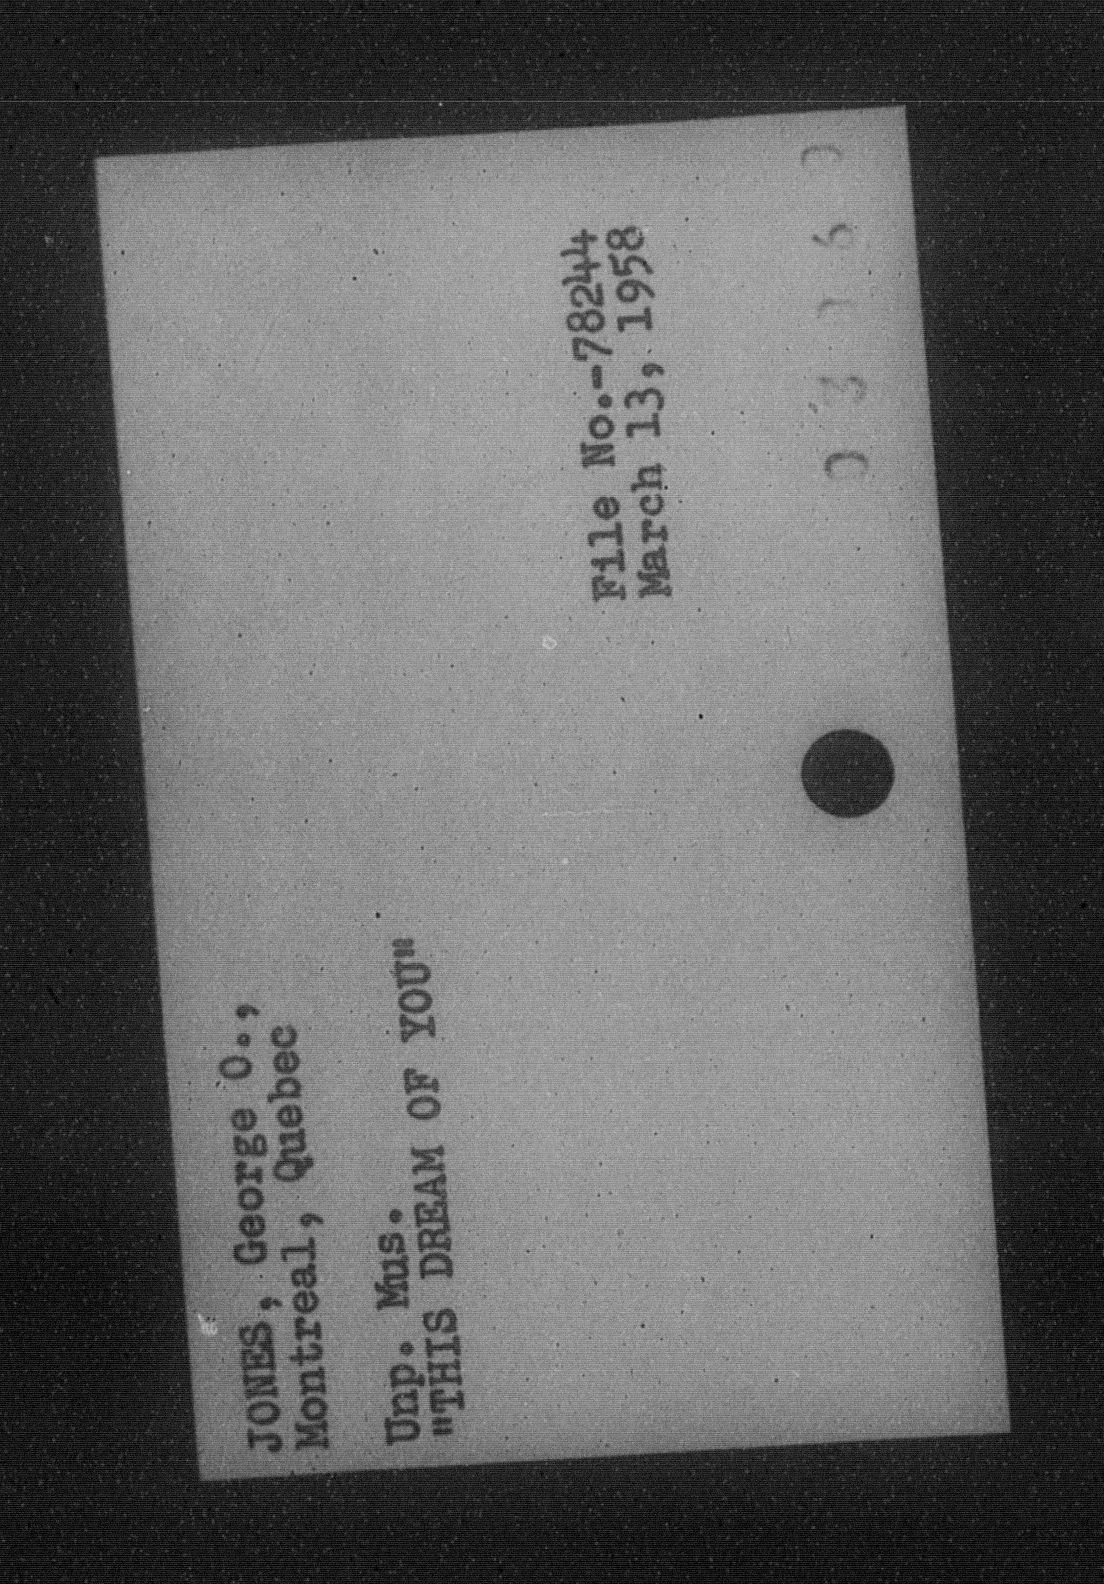 JONES, George O.,
Montreal, Quebec
Unp. Mus.
"THIS DREAM OF YOU"
File No.-78244
March 13, 1958